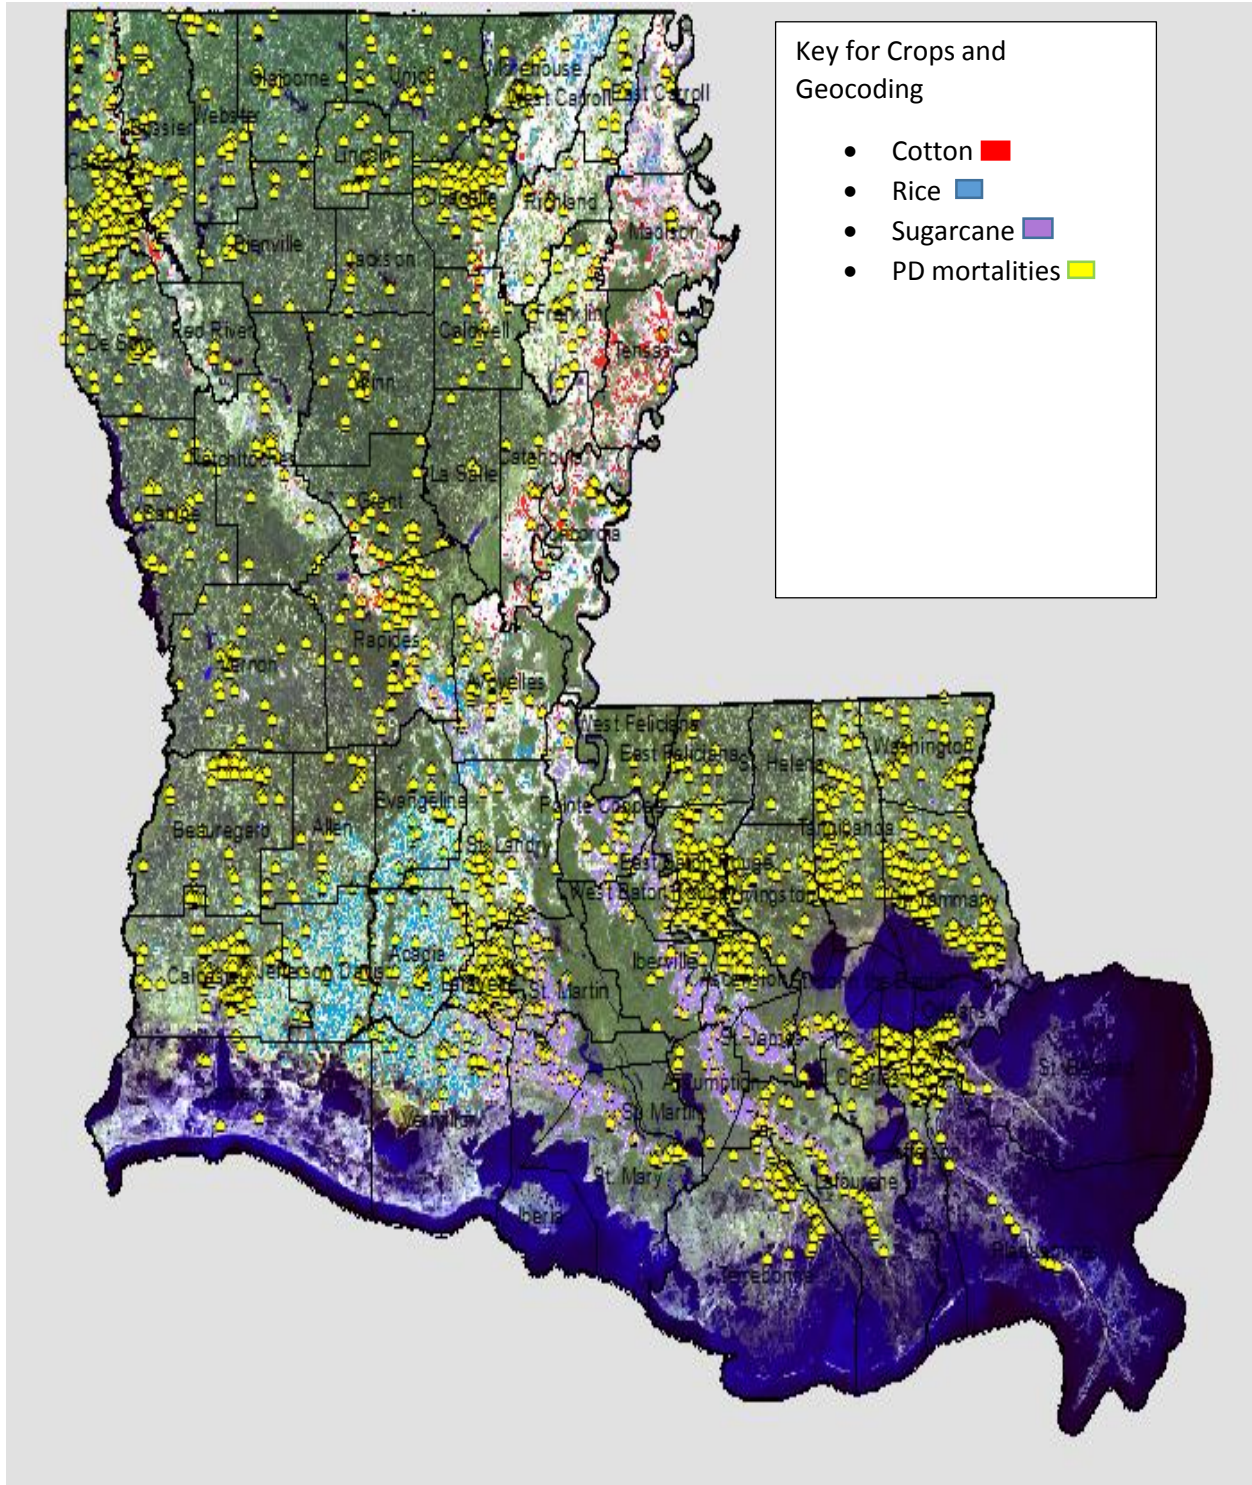 Key for Crops and
Geocoding
• Cotton
• Rice
• Sugarcane
• PD mortalities
Claiborne
Union
Morehouse
West Carroll
East Carroll
Bossier
Webster
Lincoln
Richland
Madison
Bienville
Jackson
Franklin
Red River
Caldwell
Tensas
De Soto
Winn
Natchitoches
La Salle
Catahoula
Grant
Sabine
Concordia
Rapides
Vernon
Avoyelles
West Feliciana
East Feliciana
St. Helena
Washington
Evangeline
Pointe Coupee
Beauregard
Allen
St. Landry
Tangipahoa
East Baton Rouge
West Baton Rouge
Livingston
Iberville
Acadia
Jefferson Davis
Lafayette
St. Martin
Ascension
St. James
Assumption
St. Martin
Vermilion
St. Mary
Lafourche
Iberia
Plaquemines
Terrebonne